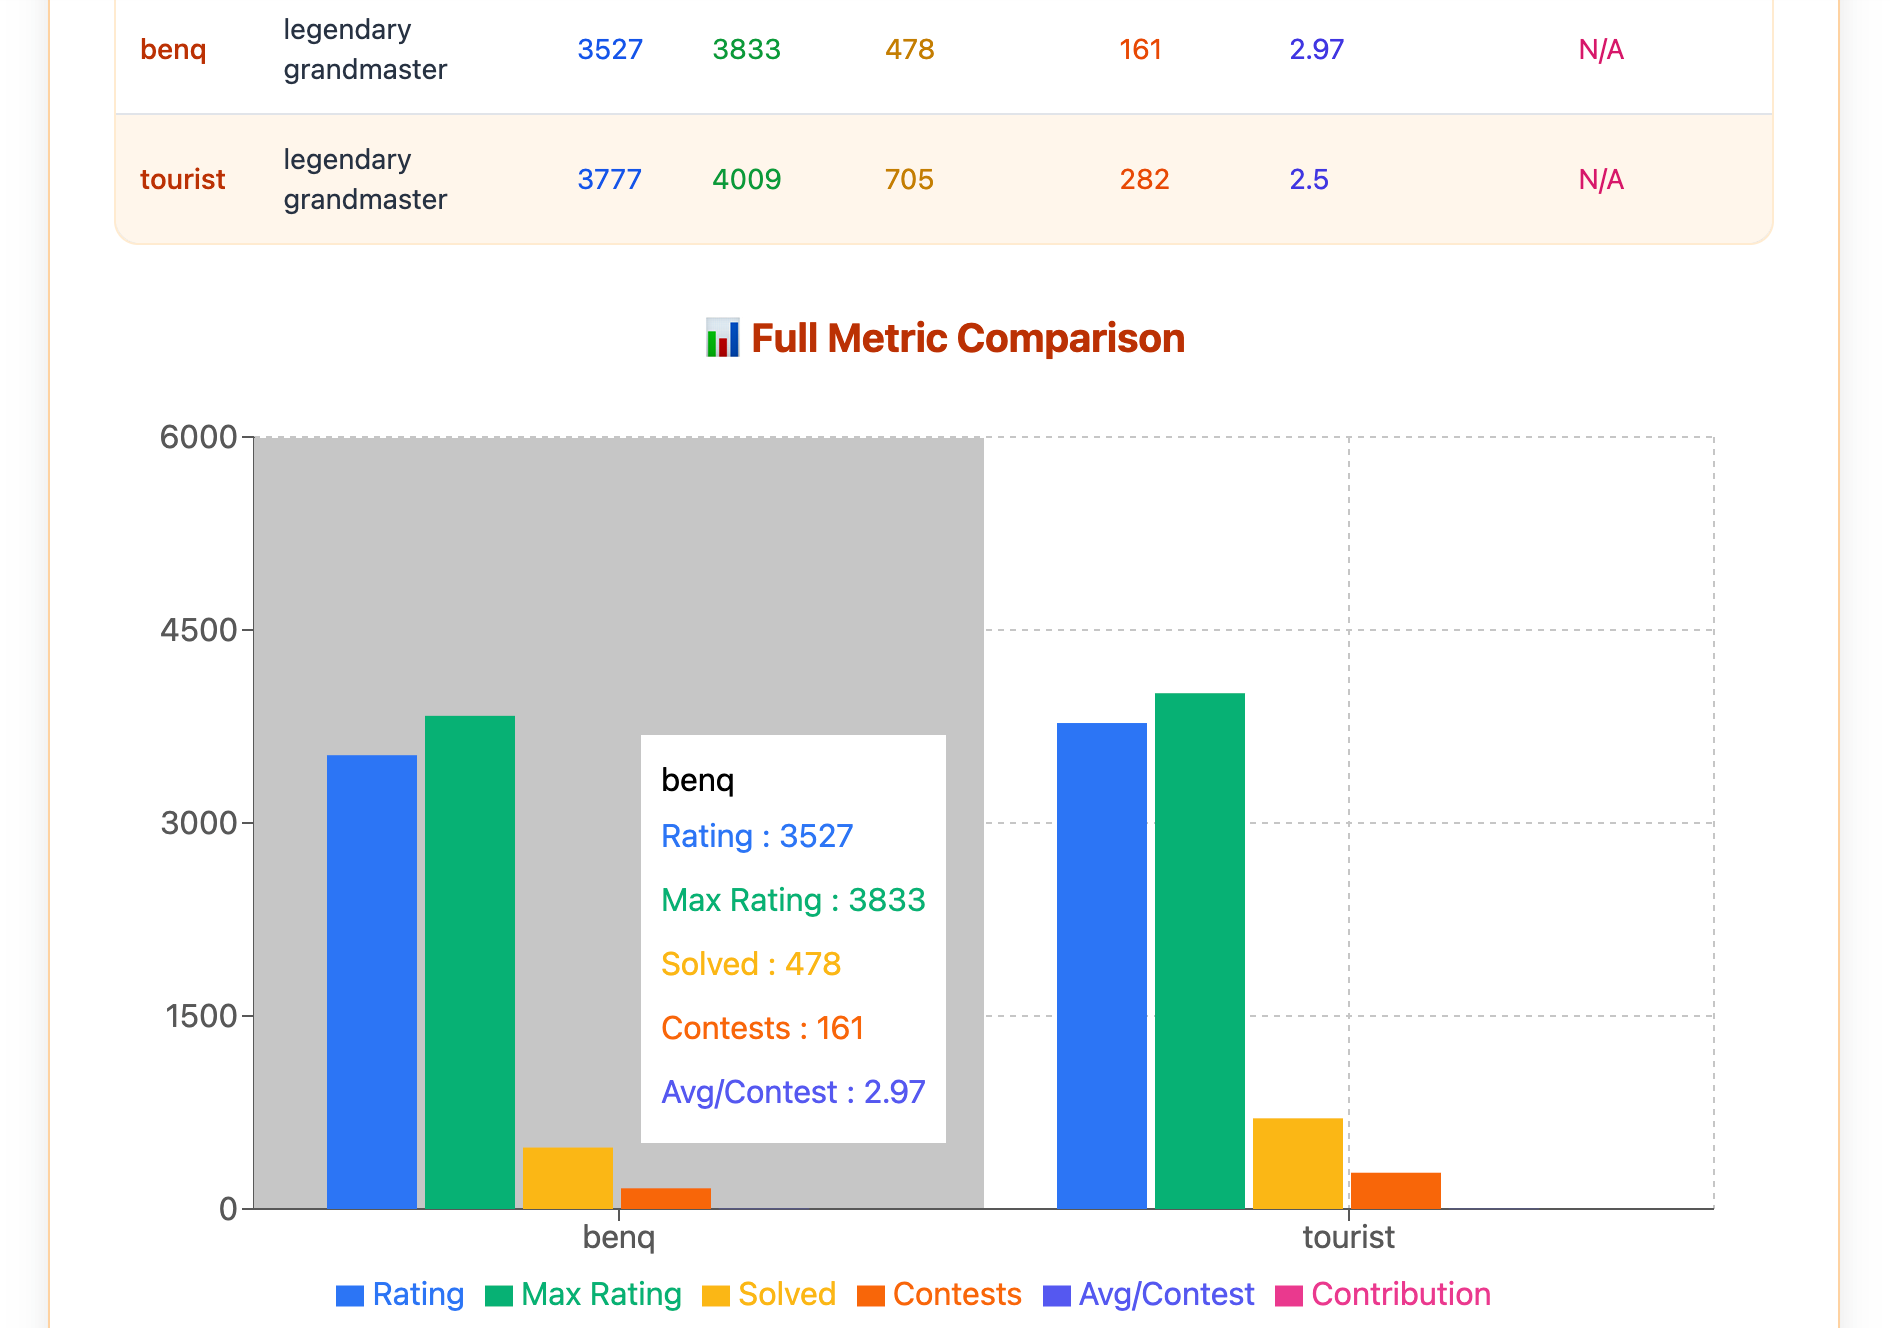 legendary
benq 3527 3833 478 161 2.97 N/A
grandmaster
legendary
tourist 3777 4009 705 282 2.5 N/A
grandmaster
📊 Full Metric Comparison
6000
4500
3000
1500
0
benq
Rating : 3527
Max Rating : 3833
Solved : 478
Contests : 161
Avg/Contest : 2.97
benq tourist
Rating Max Rating Solved Contests Avg/Contest Contribution